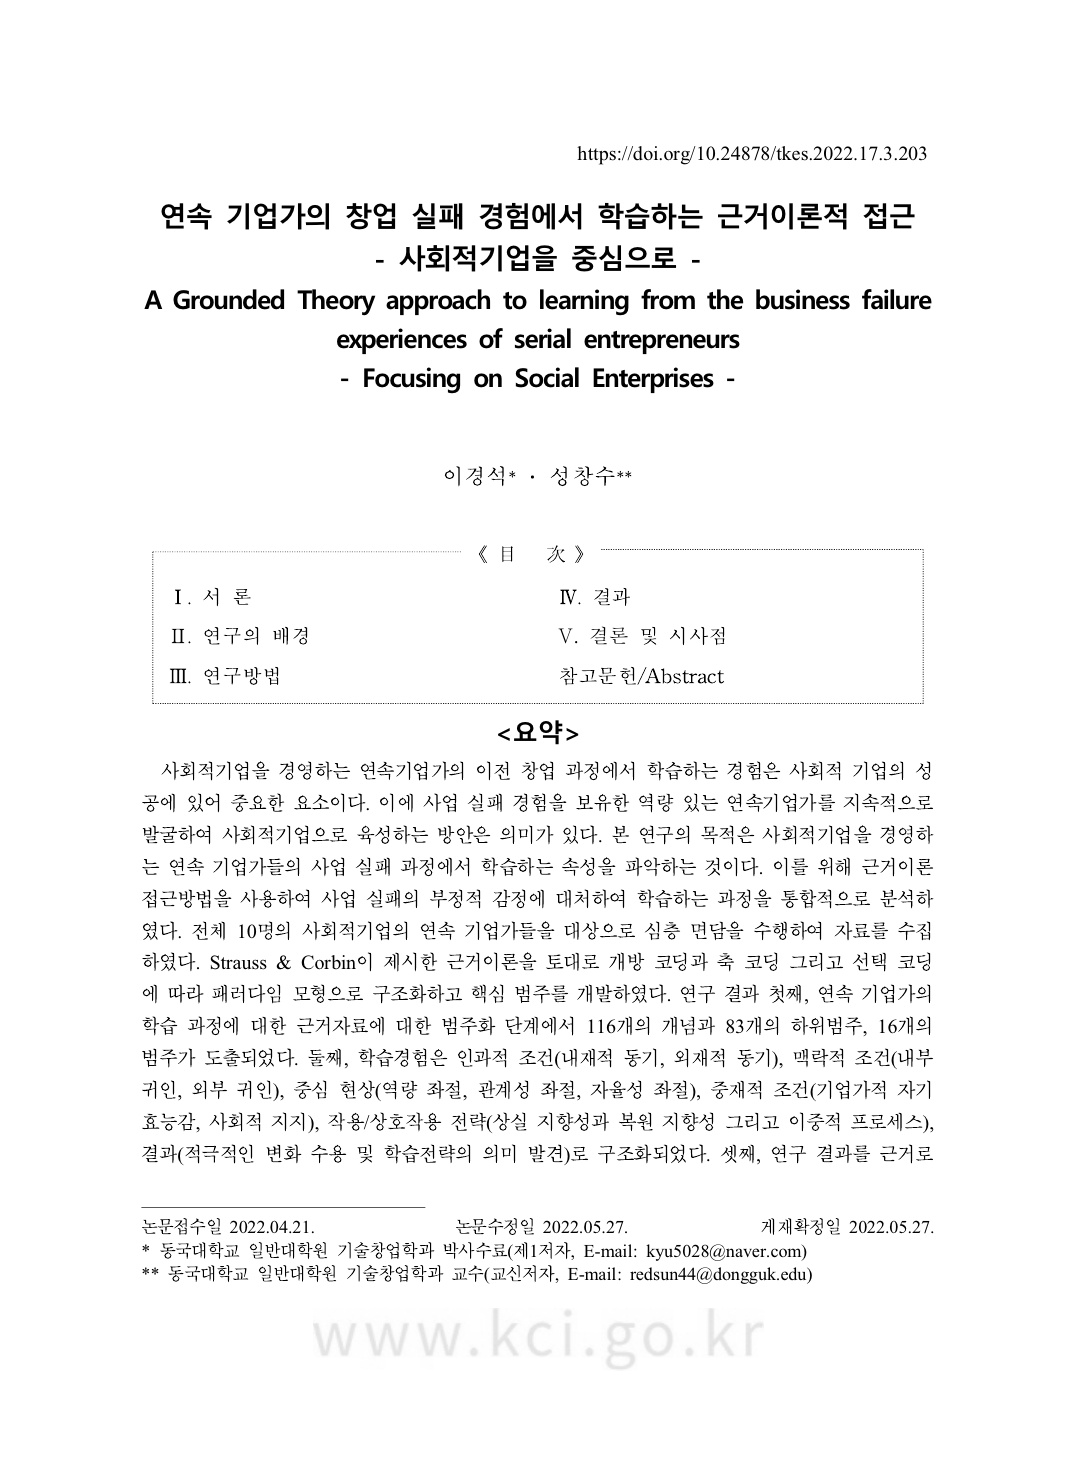 https://doi.org/10.24878/tkes.2022.17.3.203
연속 기업가의 창업 실패 경험에서 학습하는 근거이론적 접근
- 사회적기업을 중심으로 -
A Grounded Theory approach to learning from the business failure
experiences of serial entrepreneurs
- Focusing on Social Enterprises -
이경석* · 성창수**
《 目 次 》
Ⅰ. 서 론
Ⅱ. 연구의 배경
Ⅲ. 연구방법
Ⅳ. 결과
Ⅴ. 결론 및 시사점
참고문헌/Abstract
<요약>
사회적기업을 경영하는 연속기업가의 이전 창업 과정에서 학습하는 경험은 사회적 기업의 성
공에 있어 중요한 요소이다. 이에 사업 실패 경험을 보유한 역량 있는 연속기업가를 지속적으로
발굴하여 사회적기업으로 육성하는 방안은 의미가 있다. 본 연구의 목적은 사회적기업을 경영하
는 연속 기업가들의 사업 실패 과정에서 학습하는 속성을 파악하는 것이다. 이를 위해 근거이론
접근방법을 사용하여 사업 실패의 부정적 감정에 대처하여 학습하는 과정을 통합적으로 분석하
였다. 전체 10명의 사회적기업의 연속 기업가들을 대상으로 심층 면담을 수행하여 자료를 수집
하였다. Strauss & Corbin이 제시한 근거이론을 토대로 개방 코딩과 축 코딩 그리고 선택 코딩
에 따라 패러다임 모형으로 구조화하고 핵심 범주를 개발하였다. 연구 결과 첫째, 연속 기업가의
학습 과정에 대한 근거자료에 대한 범주화 단계에서 116개의 개념과 83개의 하위범주, 16개의
범주가 도출되었다. 둘째, 학습경험은 인과적 조건(내재적 동기, 외재적 동기), 맥락적 조건(내부
귀인, 외부 귀인), 중심 현상(역량 좌절, 관계성 좌절, 자율성 좌절), 중재적 조건(기업가적 자기
효능감, 사회적 지지), 작용/상호작용 전략(상실 지향성과 복원 지향성 그리고 이중적 프로세스),
결과(적극적인 변화 수용 및 학습전략의 의미 발견)로 구조화되었다. 셋째, 연구 결과를 근거로
논문접수일 2022.04.21. 논문수정일 2022.05.27. 게재확정일 2022.05.27.
* 동국대학교 일반대학원 기술창업학과 박사수료(제1저자, E-mail: kyu5028@naver.com)
** 동국대학교 일반대학원 기술창업학과 교수(교신저자, E-mail: redsun44@dongguk.edu)
www.kci.go.kr